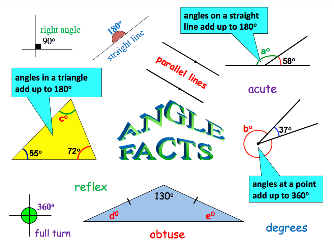 right angle
90°
180°
straight line
angles on a straight
line add up to 180°
a°
58°
parallel lines
acute
angles in a triangle
add up to 180°
c°
55°
72°
ANGLE
FACTS
b°
37°
angles at a point
add up to 360°
reflex
130°
d°
e°
360°
full turn
obtuse
degrees